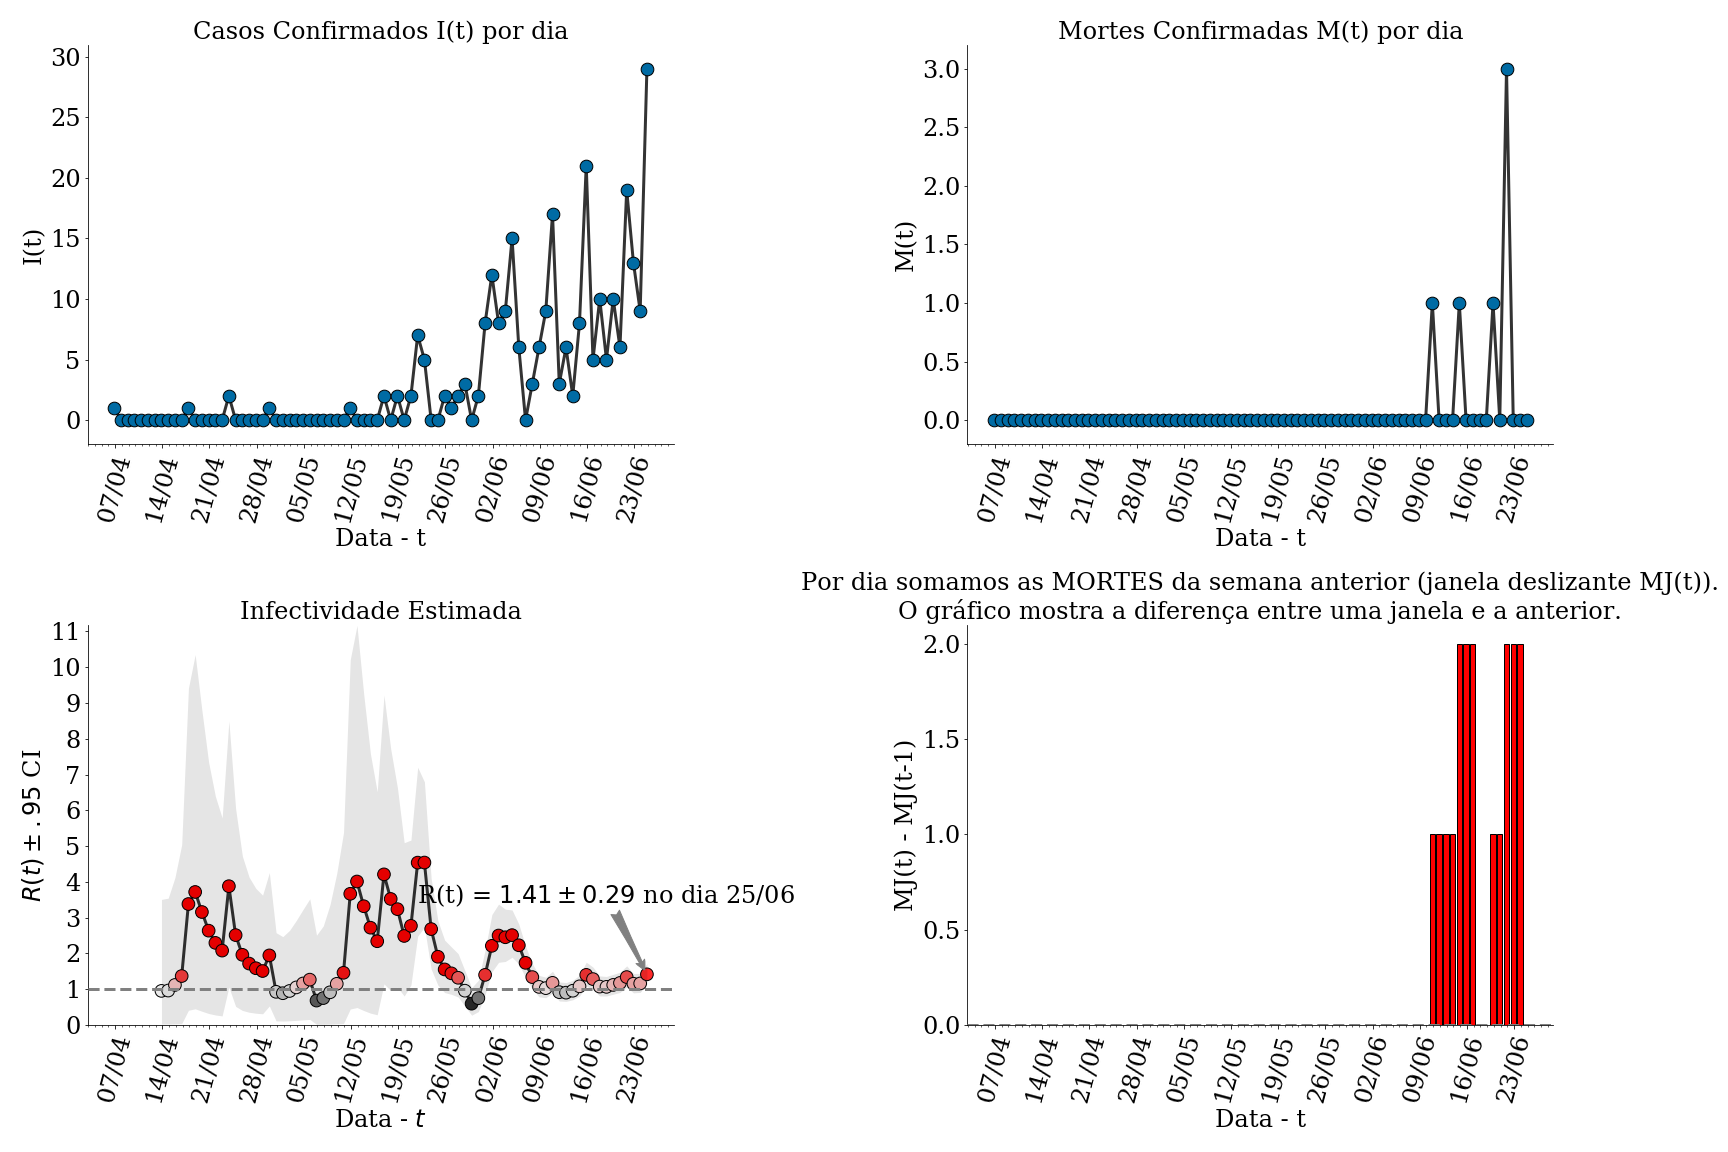 Casos Confirmados I(t) por dia
30
25
20
15
10
5
0
I(t)
07/04 14/04 21/04 28/04 05/05 12/05 19/05 26/05 02/06 09/06 16/06 23/06
Data - t
Mortes Confirmadas M(t) por dia
3.0
2.5
2.0
1.5
1.0
0.5
0.0
M(t)
07/04 14/04 21/04 28/04 05/05 12/05 19/05 26/05 02/06 09/06 16/06 23/06
Data - t
Infectividade Estimada
11
10
9
8
7
6
5
4
3
2
1
0
R(t) ± .95 CI
R(t) = 1.41 ± 0.29 no dia 25/06
07/04 14/04 21/04 28/04 05/05 12/05 19/05 26/05 02/06 09/06 16/06 23/06
Data - t
Por dia somamos as MORTES da semana anterior (janela deslizante MJ(t)).
O gráfico mostra a diferença entre uma janela e a anterior.
2.0
1.5
1.0
0.5
0.0
MJ(t) - MJ(t-1)
07/04 14/04 21/04 28/04 05/05 12/05 19/05 26/05 02/06 09/06 16/06 23/06
Data - t